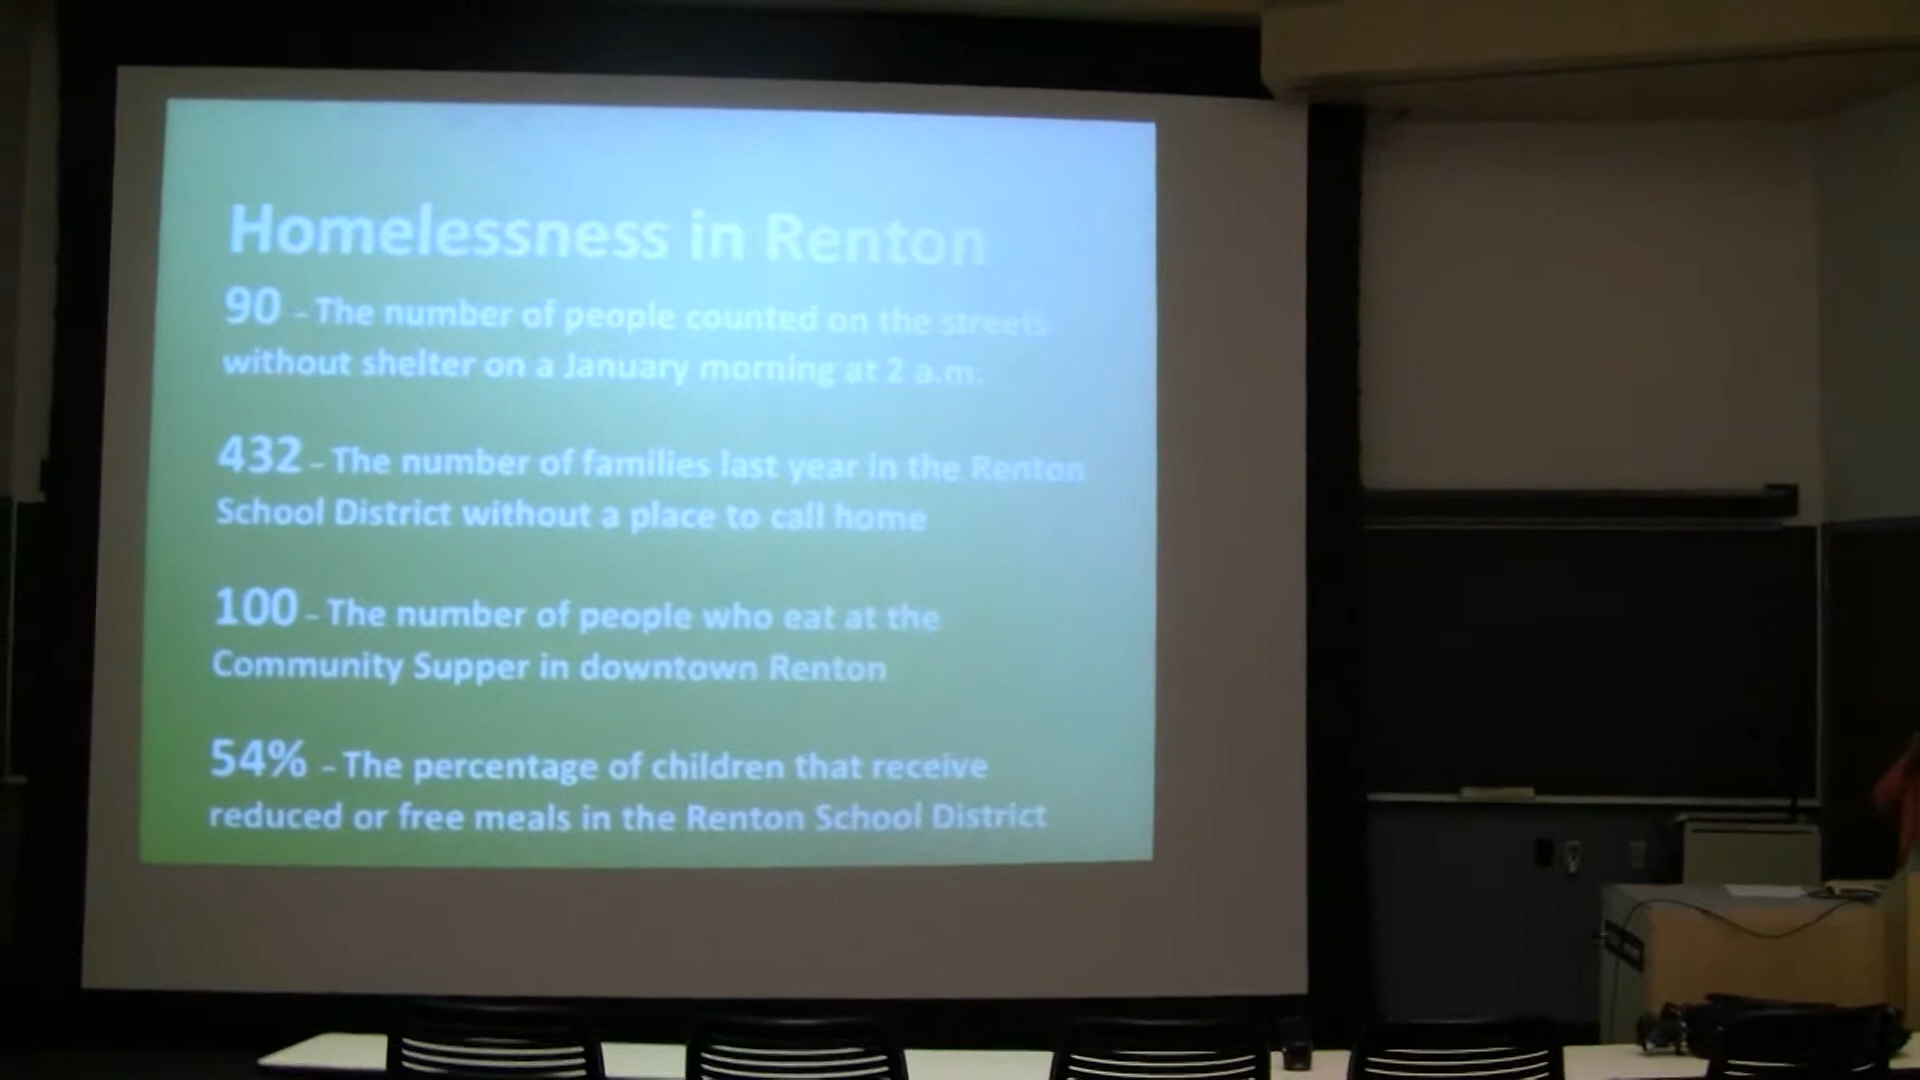 Homelessness in Renton
90 – The number of people counted on the streets
without shelter on a January morning at 2 a.m.
432 – The number of families last year in the Renton
School District without a place to call home
100 – The number of people who eat at the
Community Supper in downtown Renton
54% – The percentage of children that receive
reduced or free meals in the Renton School District